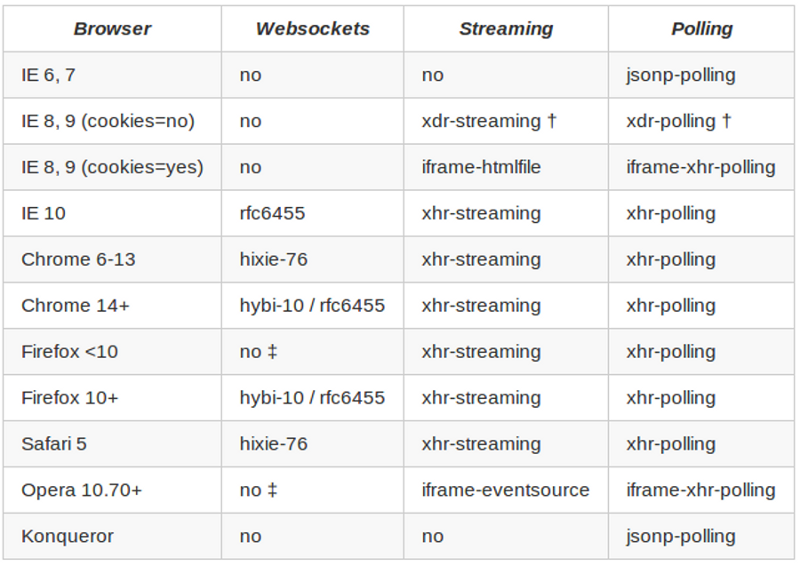 Browser Websockets Streaming Polling
IE 6, 7 no no jsonp-polling
IE 8, 9 (cookies=no) no xdr-streaming † xdr-polling †
IE 8, 9 (cookies=yes) no iframe-htmlfile iframe-xhr-polling
IE 10 rfc6455 xhr-streaming xhr-polling
Chrome 6-13 hixie-76 xhr-streaming xhr-polling
Chrome 14+ hybi-10 / rfc6455 xhr-streaming xhr-polling
Firefox <10 no ‡ xhr-streaming xhr-polling
Firefox 10+ hybi-10 / rfc6455 xhr-streaming xhr-polling
Safari 5 hixie-76 xhr-streaming xhr-polling
Opera 10.70+ no ‡ iframe-eventsource iframe-xhr-polling
Konqueror no no jsonp-polling